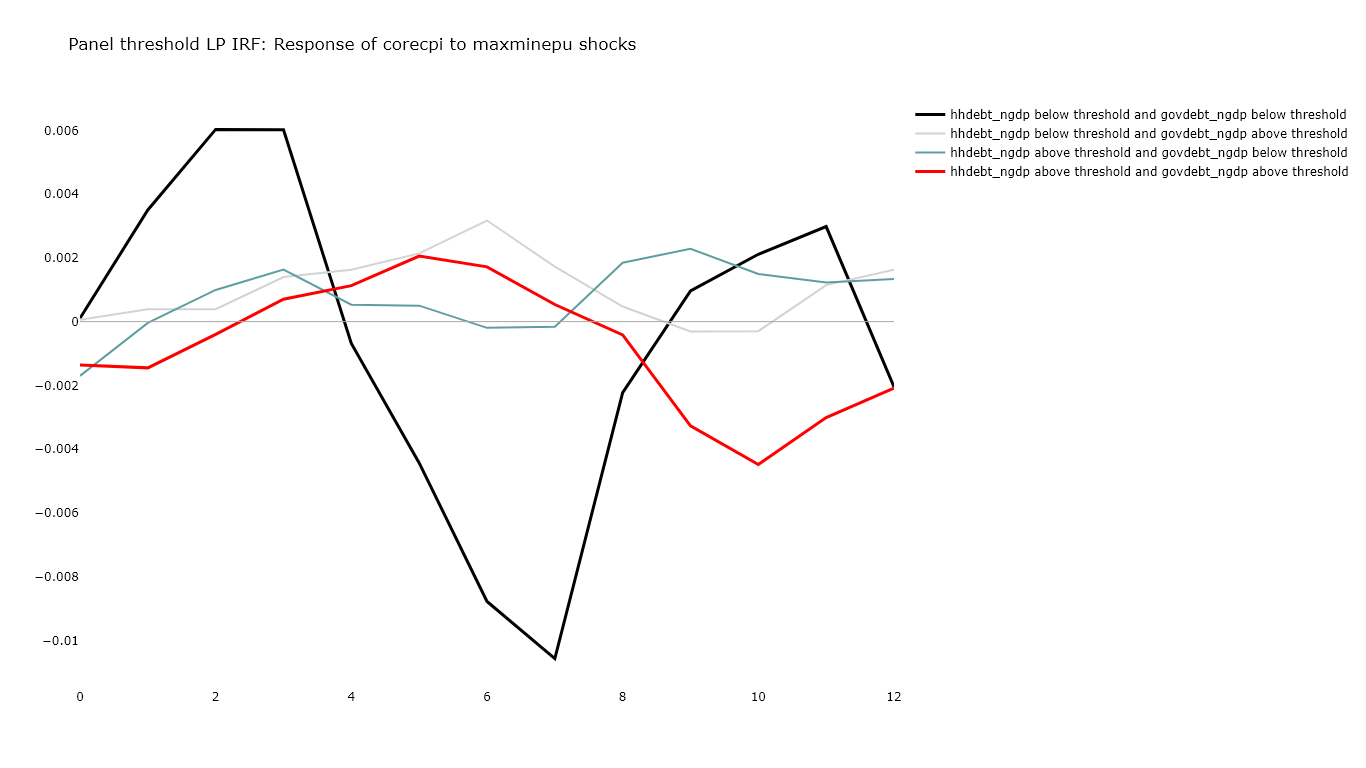 Panel threshold LP IRF: Response of corecpi to maxminepu shocks
hhdebt_ngdp below threshold and govdebt_ngdp below threshold
hhdebt_ngdp below threshold and govdebt_ngdp above threshold
hhdebt_ngdp above threshold and govdebt_ngdp below threshold
hhdebt_ngdp above threshold and govdebt_ngdp above threshold
0.006
0.004
0.002
0
−0.002
−0.004
−0.006
−0.008
−0.01
0 2 4 6 8 10 12